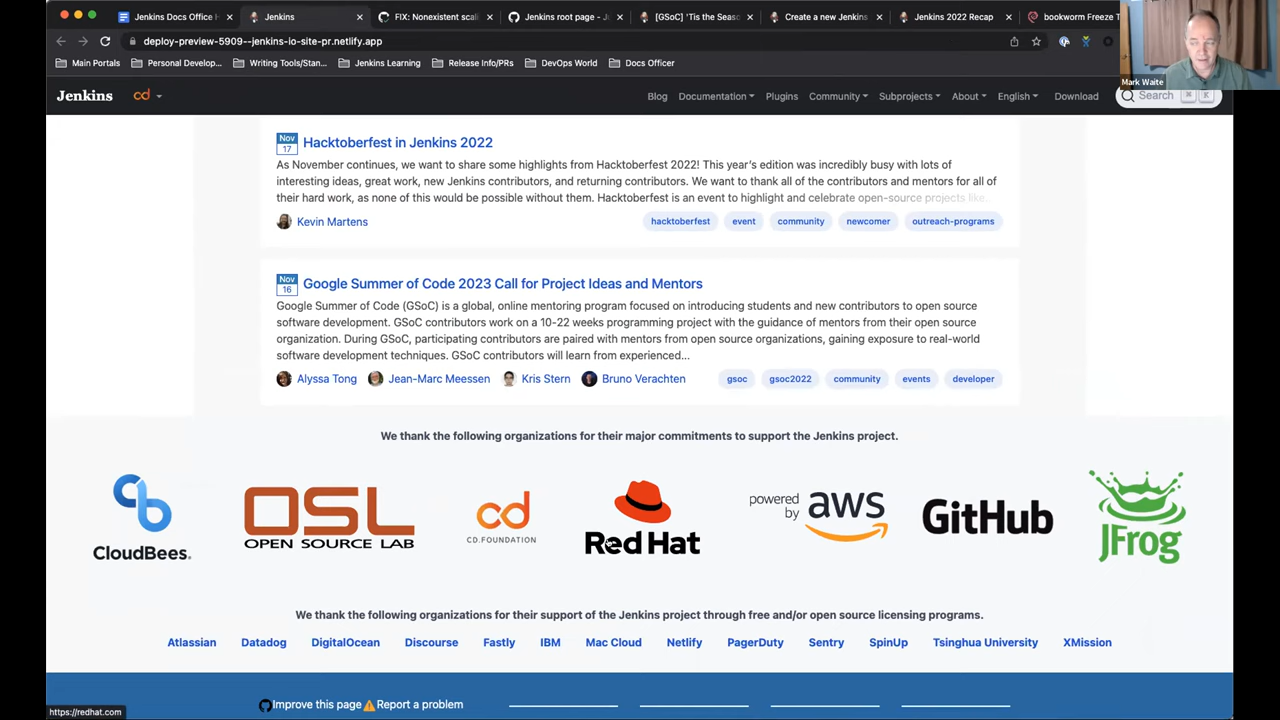 Jenkins Docs Office H
Jenkins
FIX: Nonexistent scali
Jenkins root page - J
[GSoC] 'Tis the Seaso
Create a new Jenkins
Jenkins 2022 Recap
bookworm Freeze T
deploy-preview-5909--jenkins-io-site-pr.netlify.app
Main Portals
Personal Develop...
Writing Tools/Stan...
Jenkins Learning
Release Info/PRs
DevOps World
Docs Officer
Mark Waite
Jenkins
cd
Blog
Documentation
Plugins
Community
Subprojects
About
English
Download
Search
⌘ K
Nov
17
Hacktoberfest in Jenkins 2022
As November continues, we want to share some highlights from Hacktoberfest 2022! This year's edition was incredibly busy with lots of
interesting ideas, great work, new Jenkins contributors, and returning contributors. We want to thank all of the contributors and mentors for all of
their hard work, as none of this would be possible without them. Hacktoberfest is an event to highlight and celebrate open-source projects like...
Kevin Martens
hacktoberfest
event
community
newcomer
outreach-programs
Nov
16
Google Summer of Code 2023 Call for Project Ideas and Mentors
Google Summer of Code (GSoC) is a global, online mentoring program focused on introducing students and new contributors to open source
software development. GSoC contributors work on a 10-22 weeks programming project with the guidance of mentors from their open source
organization. During GSoC, participating contributors are paired with mentors from open source organizations, gaining exposure to real-world
software development techniques. GSoC contributors will learn from experienced...
Alyssa Tong
Jean-Marc Meessen
Kris Stern
Bruno Verachten
gsoc
gsoc2022
community
events
developer
We thank the following organizations for their major commitments to support the Jenkins project.
CloudBees.
OSL
OPEN SOURCE LAB
cd
CD.FOUNDATION
Red Hat
powered
by
aws
GitHub
JFrog
We thank the following organizations for their support of the Jenkins project through free and/or open source licensing programs.
Atlassian
Datadog
DigitalOcean
Discourse
Fastly
IBM
Mac Cloud
Netlify
PagerDuty
Sentry
SpinUp
Tsinghua University
XMission
Improve this page
Report a problem
https://redhat.com